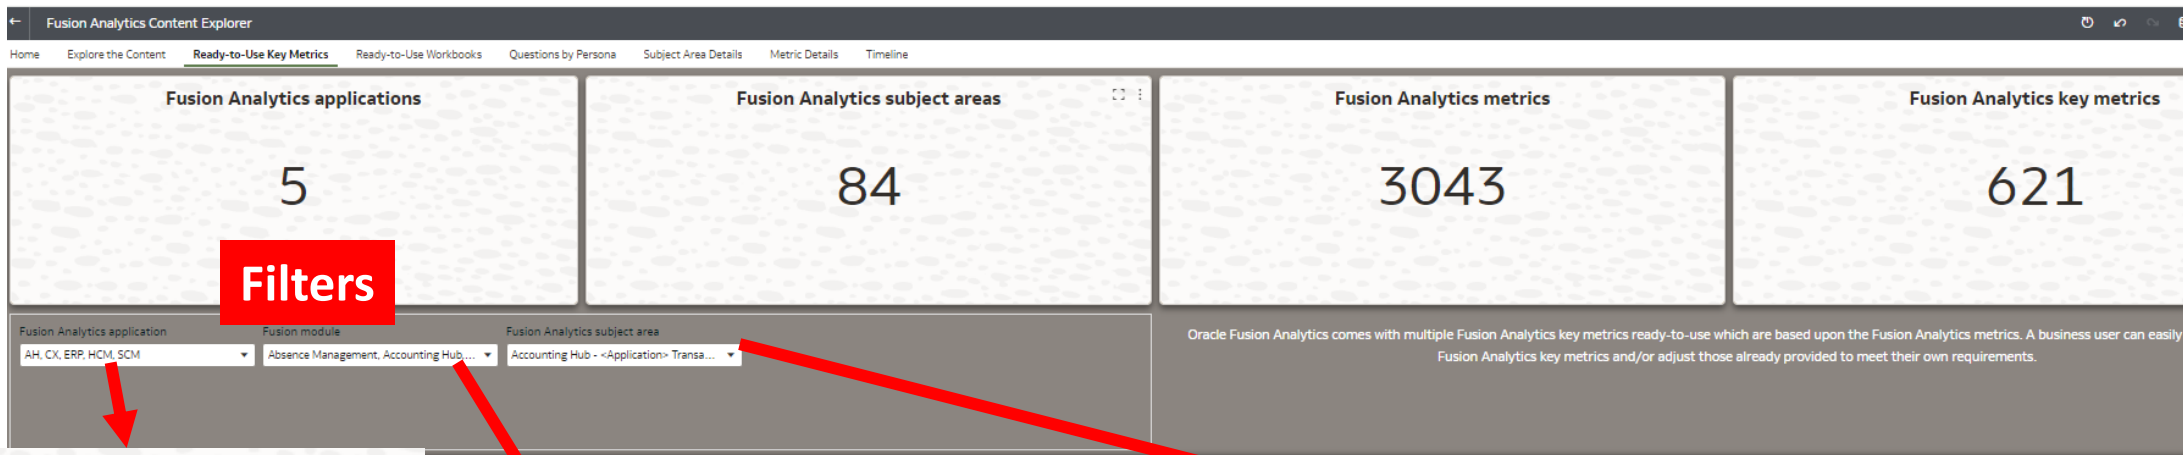 Fusion Analytics Content Explorer
Home Explore the Content Ready-to-Use Key Metrics Ready-to-Use Workbooks Questions by Persona Subject Area Details Metric Details Timeline
Fusion Analytics applications
5
Fusion Analytics subject areas
84
Fusion Analytics metrics
3043
Fusion Analytics key metrics
621
Filters
Fusion Analytics application Fusion module Fusion Analytics subject area
AH, CX, ERP, HCM, SCM Absence Management, Accounting Hub,... Accounting Hub - <Application> Transa...
Oracle Fusion Analytics comes with multiple Fusion Analytics key metrics ready-to-use which are based upon the Fusion Analytics metrics. A business user can easily
Fusion Analytics key metrics and/or adjust those already provided to meet their own requirements.